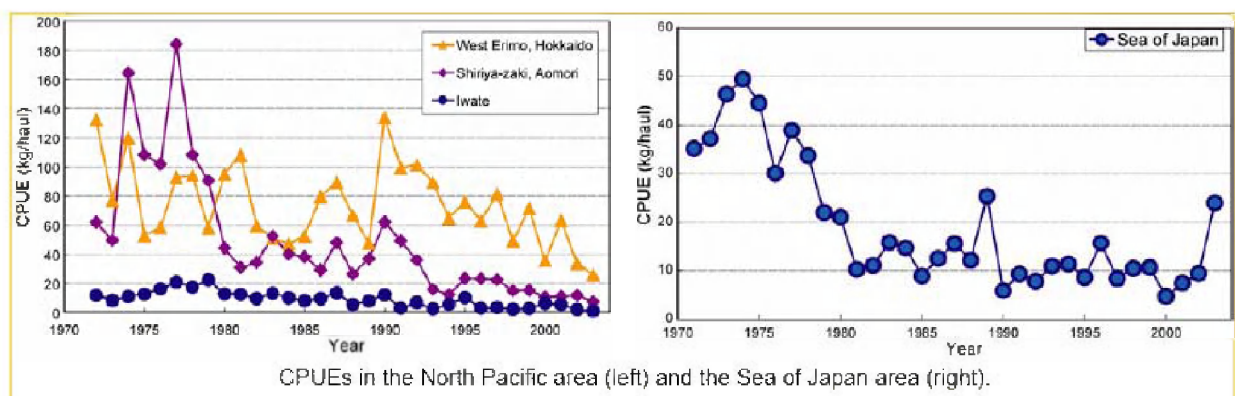 200
180
160
140
120
100
80
60
40
20
0
CPUE (kg/haul)
West Erimo, Hokkaido
Shiriya-zaki, Aomori
Iwate
1970 1975 1980 1985 1990 1995 2000
Year
60
50
40
30
20
10
0
CPUE (kg/haul)
Sea of Japan
1970 1975 1980 1985 1990 1995 2000
Year
CPUEs in the North Pacific area (left) and the Sea of Japan area (right).